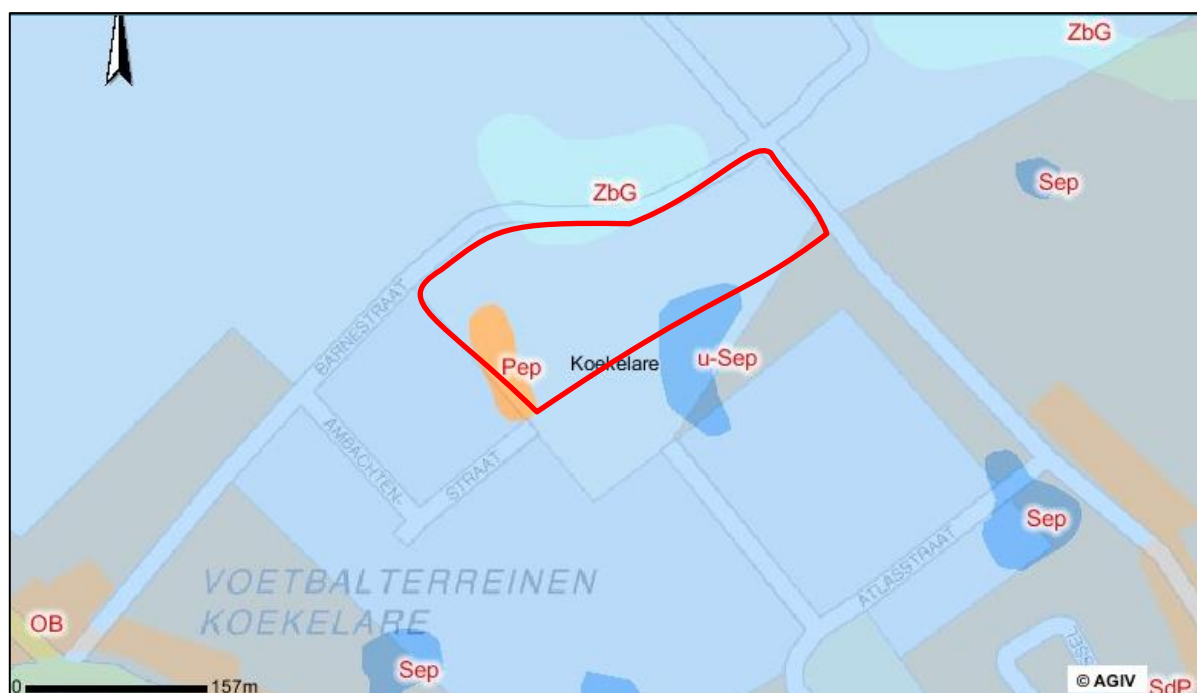 ZbG
Sep
ZbG
BARNESTRAAT
Pep
Koekelare
u-Sep
AMBACHTEN-
STRAAT
Sep
ATLASSTRAAT
VOETBALTERREINEN
KOEKELARE
OB
Sep
SSEL
0 157m
© AGIV
SdP